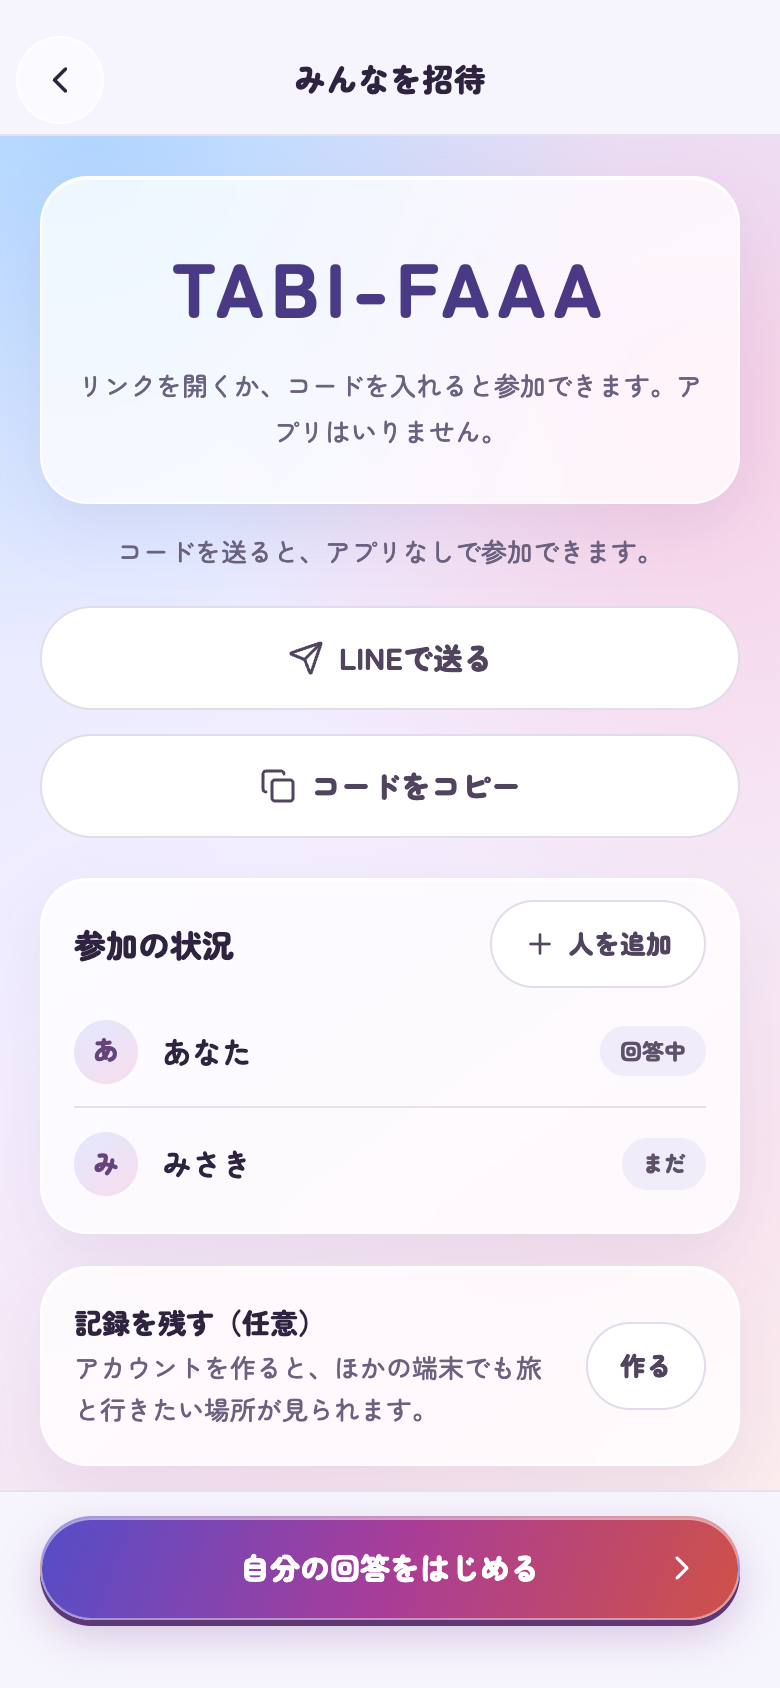 みんなを招待
TABI-FAAA
リンクを開くか、コードを入れると参加できます。ア
プリはいりません。
コードを送ると、アプリなしで参加できます。
LINEで送る
コードをコピー
参加の状況
人を追加
あ
あなた
回答中
み
みさき
まだ
記録を残す（任意）
アカウントを作ると、ほかの端末でも旅
と行きたい場所が見られます。
作る
自分の回答をはじめる